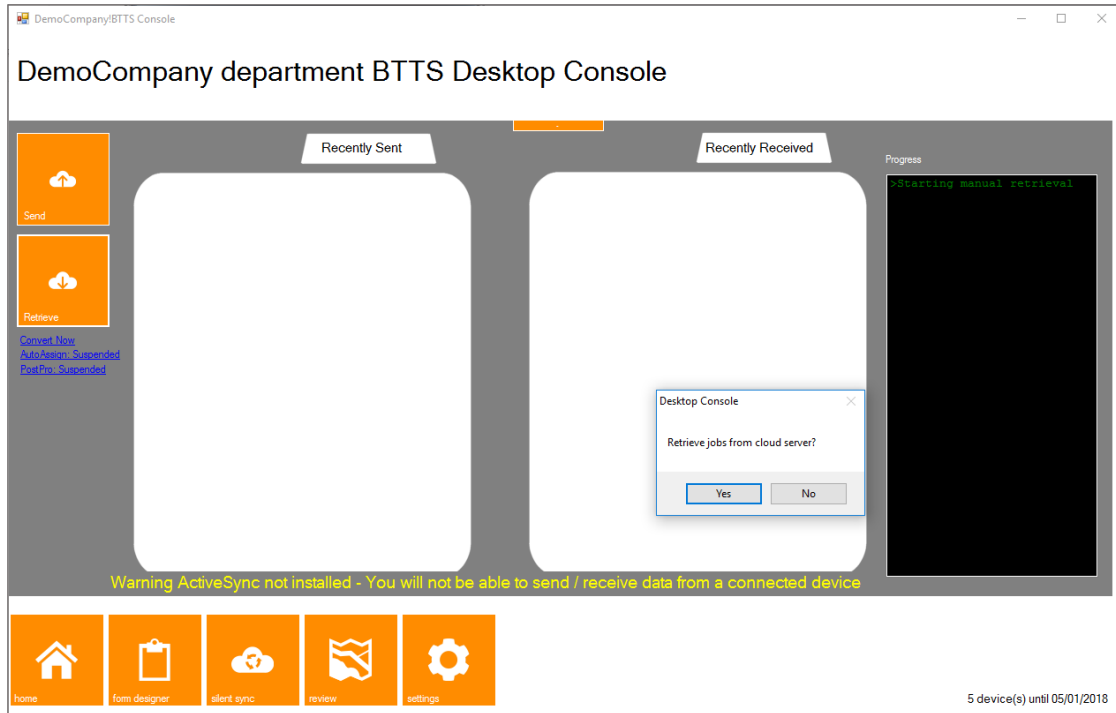 DemoCompany!BTTS Console
DemoCompany department BTTS Desktop Console
Recently Sent
Recently Received
Progress
Send
>Starting manual retrieval
Retrieve
Convert Now
AutoAssign: Suspended
PostPro: Suspended
Desktop Console
Retrieve jobs from cloud server?
Yes
No
Warning ActiveSync not installed - You will not be able to send / receive data from a connected device
home
form designer
silent sync
review
settings
5 device(s) until 05/01/2018